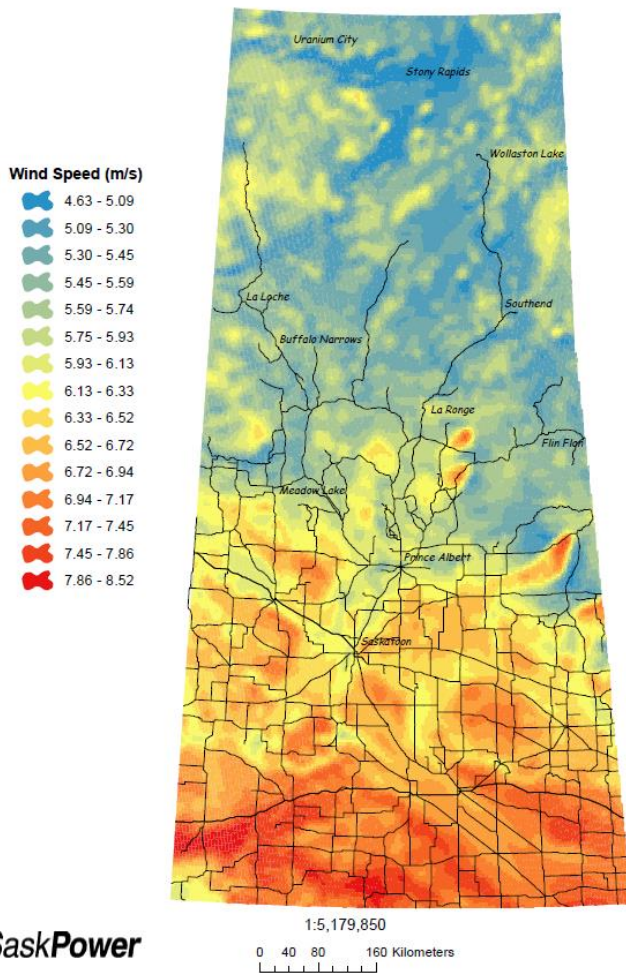 Uranium City
Stony Rapids
Wollaston Lake
Wind Speed (m/s)
4.63 - 5.09
5.09 - 5.30
5.30 - 5.45
5.45 - 5.59
5.59 - 5.74
5.75 - 5.93
5.93 - 6.13
6.13 - 6.33
6.33 - 6.52
6.52 - 6.72
6.72 - 6.94
6.94 - 7.17
7.17 - 7.45
7.45 - 7.86
7.86 - 8.52
La Loche
Southend
Buffalo Narrows
La Ronge
Flin Flon
Meadow Lake
Prince Albert
Saskatoon
SaskPower
1:5,179,850
0 40 80 160 Kilometers